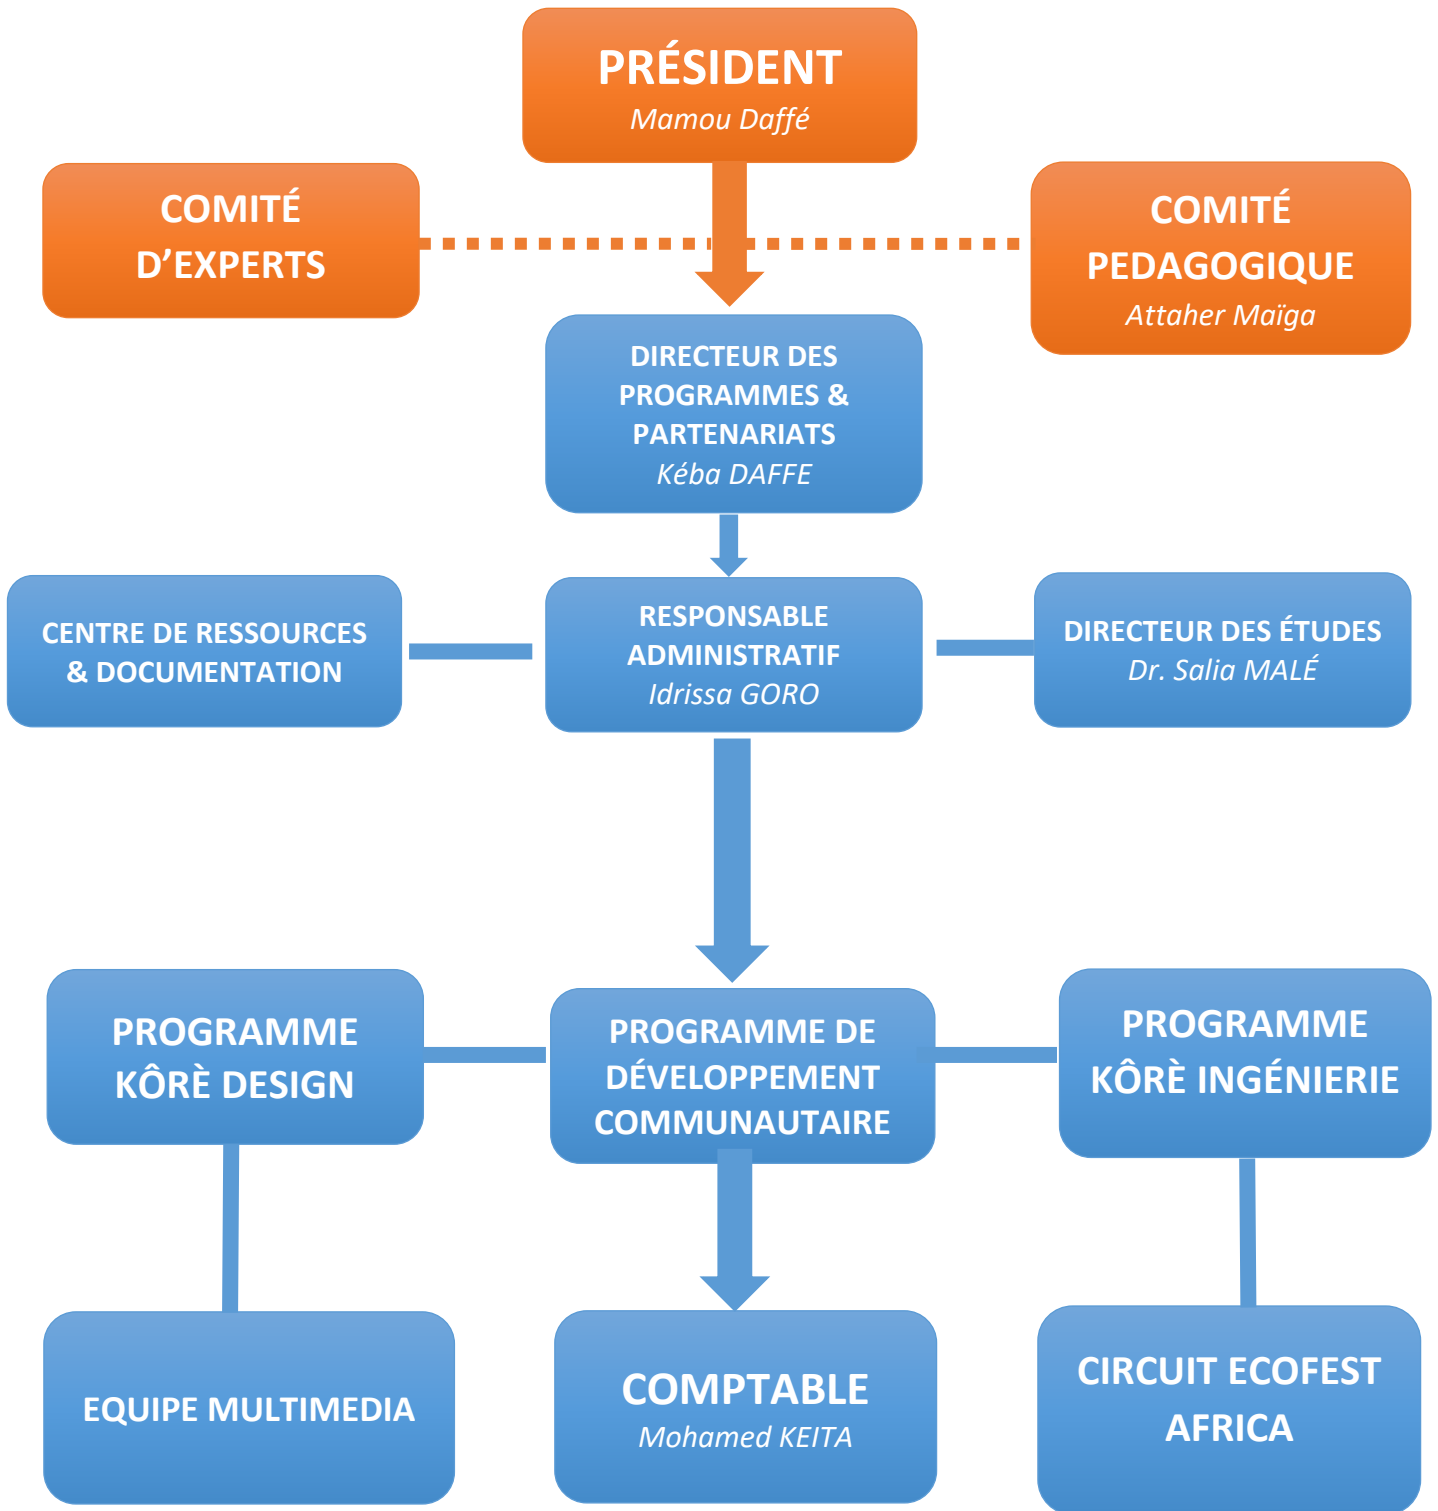 PRÉSIDENT
Mamou Daffé
COMITÉ
D’EXPERTS
COMITÉ
PEDAGOGIQUE
Attaher Maïga
DIRECTEUR DES
PROGRAMMES &
PARTENARIATS
Kéba DAFFE
CENTRE DE RESSOURCES
& DOCUMENTATION
RESPONSABLE
ADMINISTRATIF
Idrissa GORO
DIRECTEUR DES ÉTUDES
Dr. Salia MALÉ
PROGRAMME
KÔRÈ DESIGN
PROGRAMME DE
DÉVELOPPEMENT
COMMUNAUTAIRE
PROGRAMME
KÔRÈ INGÉNIERIE
EQUIPE MULTIMEDIA
COMPTABLE
Mohamed KEITA
CIRCUIT ECOFEST
AFRICA